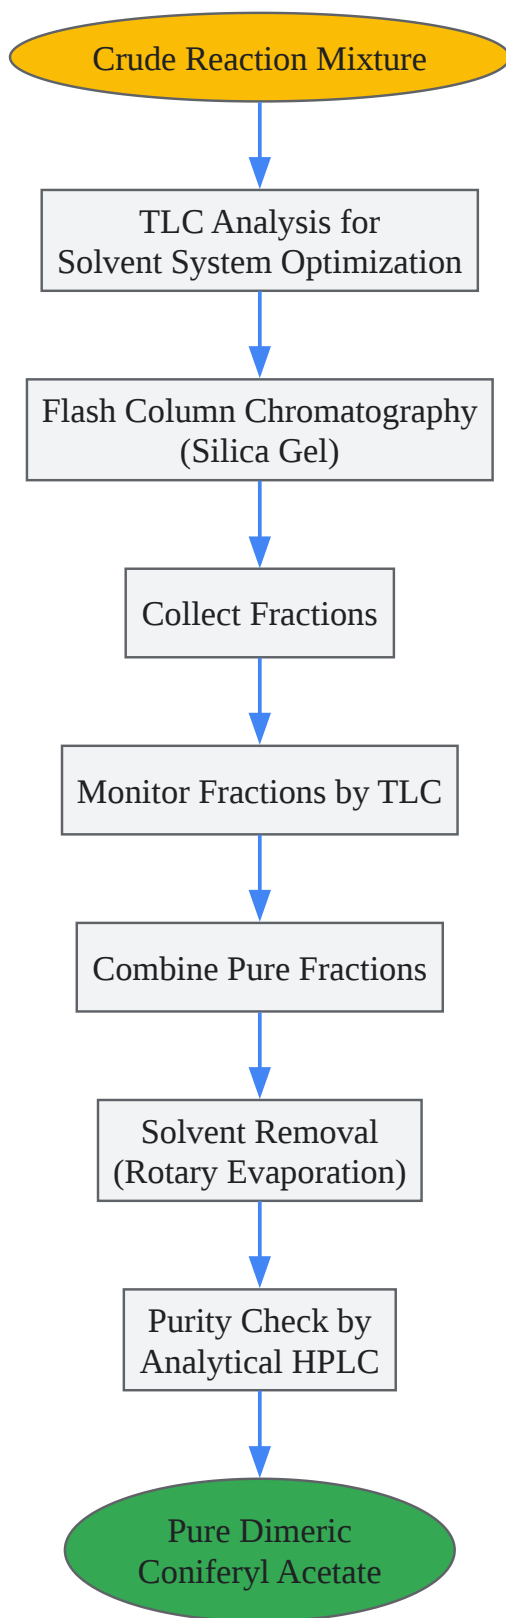 Crude Reaction Mixture
TLC Analysis for
Solvent System Optimization
Flash Column Chromatography
(Silica Gel)
Collect Fractions
Monitor Fractions by TLC
Combine Pure Fractions
Solvent Removal
(Rotary Evaporation)
Purity Check by
Analytical HPLC
Pure Dimeric
Coniferyl Acetate